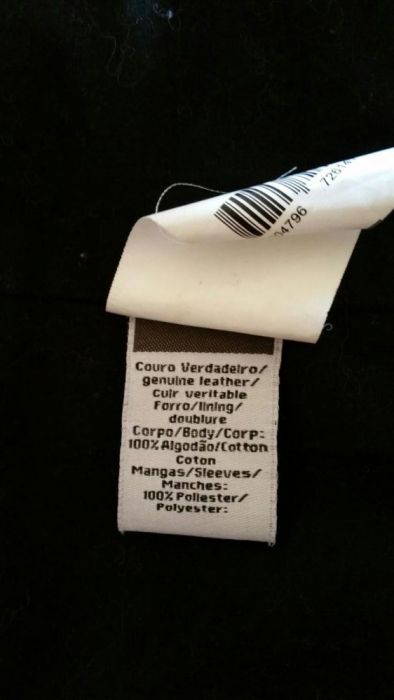 04796
Couro Verdadeiro/
genuine leather/
Cuir veritable
Forro/lining/
doublure
Corpo/Body/Corp:
100% Algodão/Cotton
Coton
Mangas/Sleeves/
Manches:
100% Poliester/
Polyester: